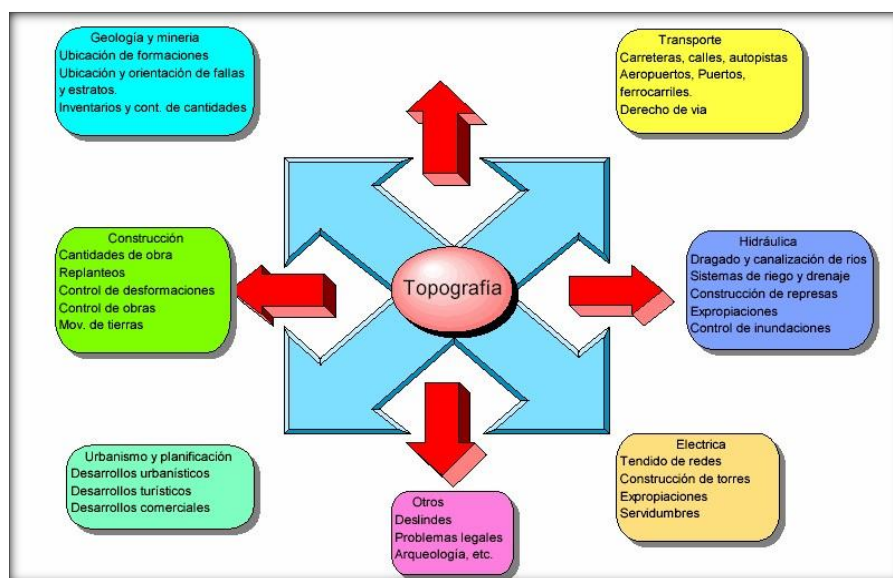 Geología y mineria
Ubicación de formaciones
Ubicación y orientación de fallas
y estratos.
Inventarios y cont. de cantidades
Transporte
Carreteras, calles, autopistas
Aeropuertos, Puertos,
ferrocarriles.
Derecho de via
Construcción
Cantidades de obra
Replanteos
Control de desformaciones
Control de obras
Mov. de tierras
Topografía
Hidráulica
Dragado y canalización de rios
Sistemas de riego y drenaje
Construcción de represas
Expropiaciones
Control de inundaciones
Urbanismo y planificación
Desarrollos urbanísticos
Desarrollos turísticos
Desarrollos comerciales
Otros
Deslindes
Problemas legales
Arqueología, etc.
Electrica
Tendido de redes
Construcción de torres
Expropiaciones
Servidumbres